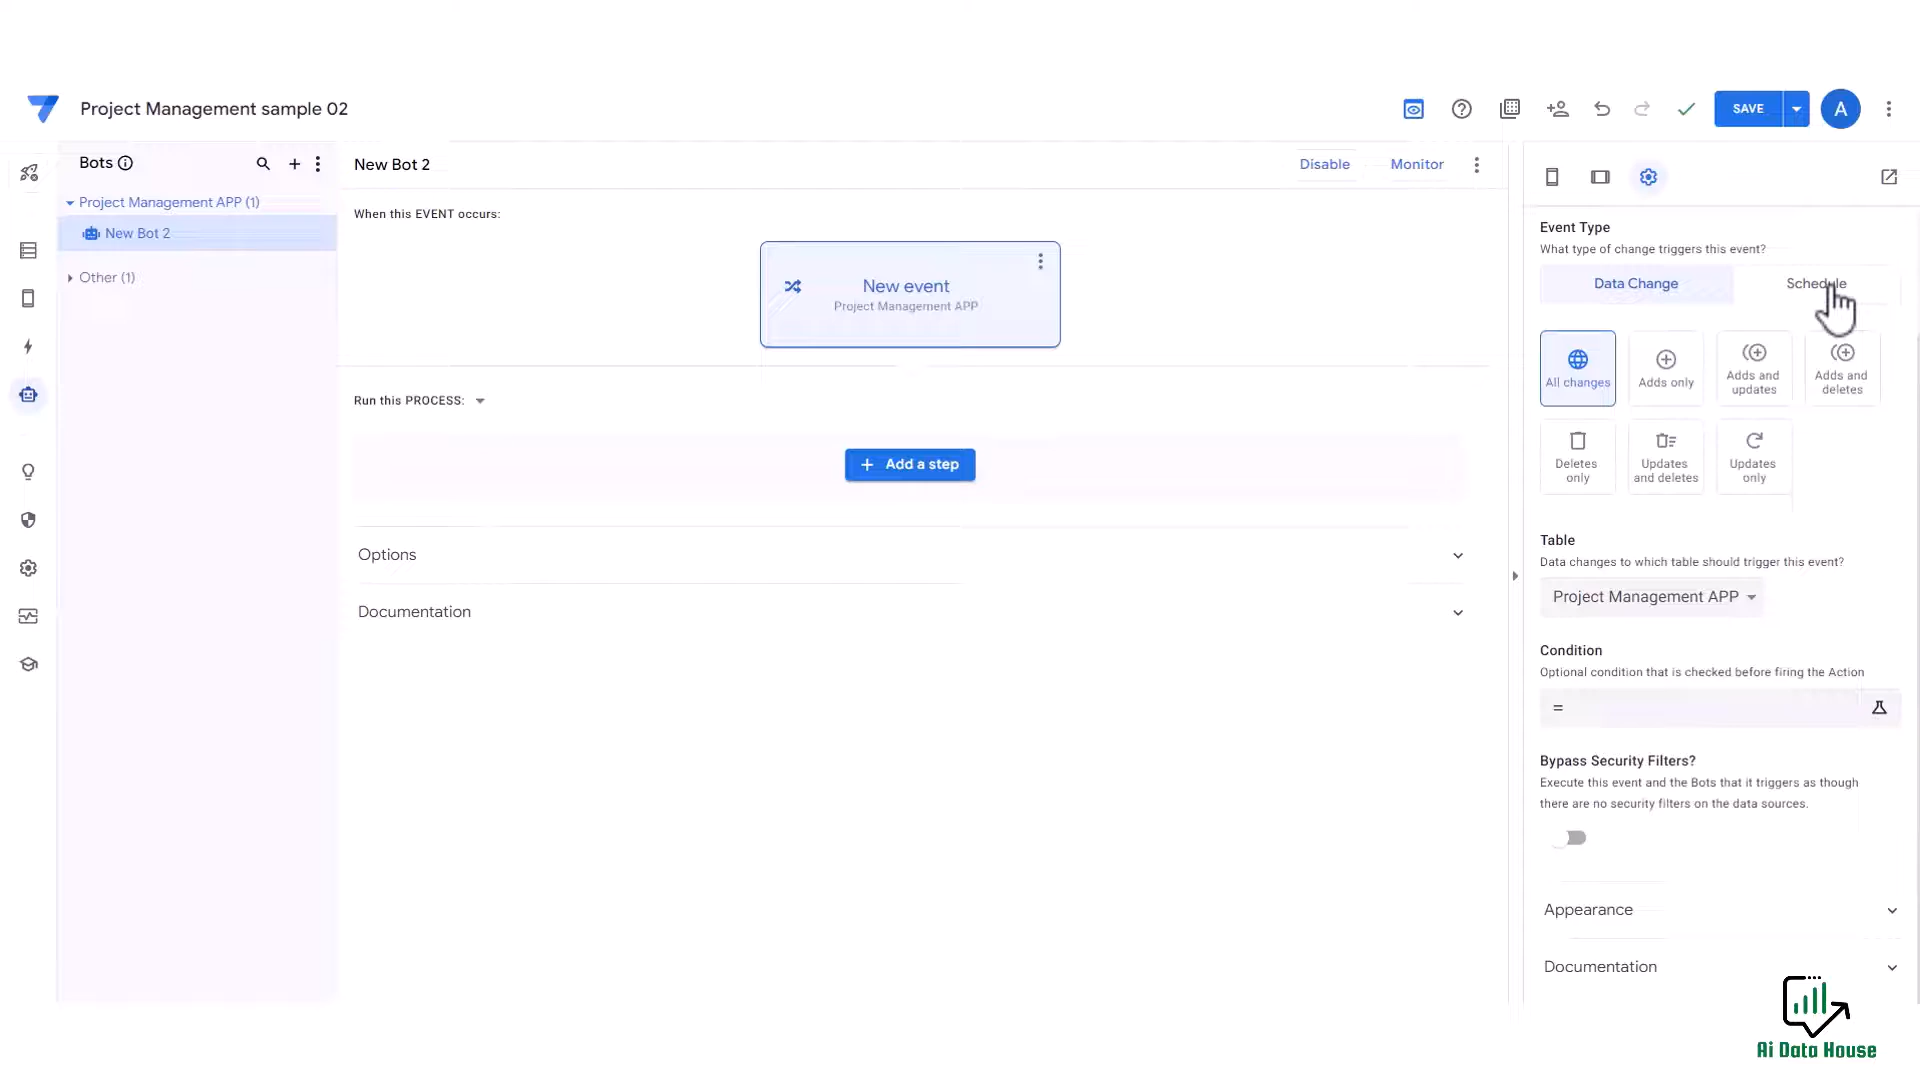 Project Management sample 02
SAVE
A
Bots
New Bot 2
Disable
Monitor
Project Management APP (1)
New Bot 2
Other (1)
When this EVENT occurs:
New event
Project Management APP
Run this PROCESS:
Add a step
Options
Documentation
Event Type
What type of change triggers this event?
Data Change
Schedule
All changes
Adds only
Adds and
updates
Adds and
deletes
Deletes
only
Updates
and deletes
Updates
only
Table
Data changes to which table should trigger this event?
Project Management APP
Condition
Optional condition that is checked before firing the Action
=
Bypass Security Filters?
Execute this event and the Bots that it triggers as though
there are no security filters on the data sources.
Appearance
Documentation
Ai Data House